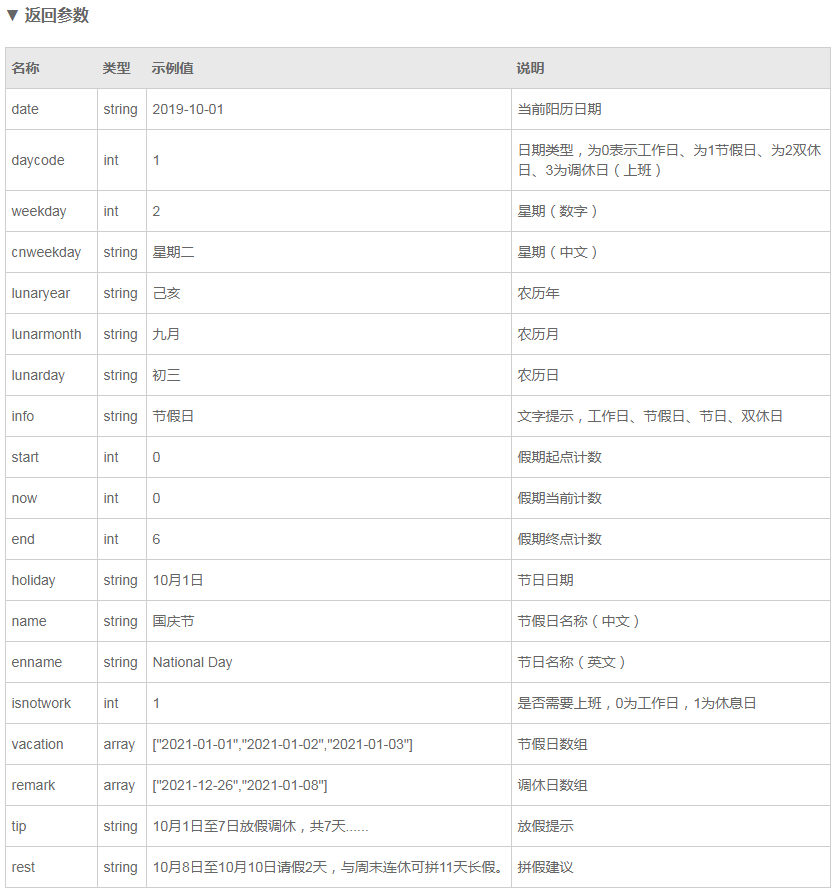 ▼ 返回参数
名称 类型 示例值 说明
date string 2019-10-01 当前阳历日期
daycode int 1 日期类型，为0表示工作日、为1节假日、为2双休
日、3为调休日（上班）
weekday int 2 星期（数字）
cnweekday string 星期二 星期（中文）
lunaryear string 己亥 农历年
lunarmonth string 九月 农历月
lunarday string 初三 农历日
info string 节假日 文字提示，工作日、节假日、节日、双休日
start int 0 假期起点计数
now int 0 假期当前计数
end int 6 假期终点计数
holiday string 10月1日 节日日期
name string 国庆节 节假日名称（中文）
enname string National Day 节日名称（英文）
isnotwork int 1 是否需要上班，0为工作日，1为休息日
vacation array ["2021-01-01","2021-01-02","2021-01-03"] 节假日数组
remark array ["2021-12-26","2021-01-08"] 调休日数组
tip string 10月1日至7日放假调休，共7天...... 放假提示
rest string 10月8日至10月10日请假2天，与周末连休可拼11天长假。 拼假建议